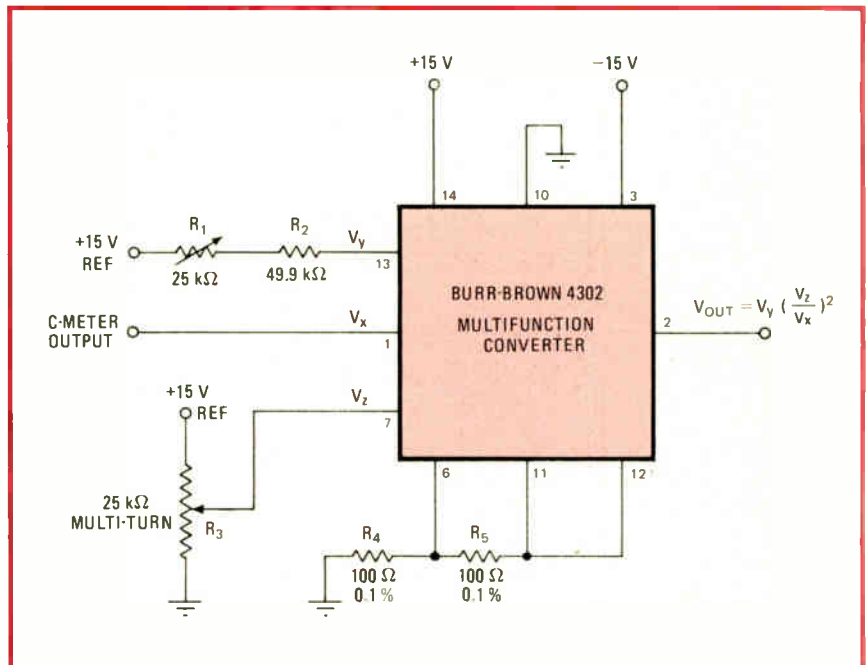 +15 V
−15 V
14
10
3
R1
R2
Vy
+15 V
REF
25 kΩ
49.9 kΩ
13
BURR-BROWN 4302
MULTIFUNCTION
CONVERTER
C-METER
OUTPUT
Vx
1
2
VOUT = Vy (Vz/Vx)²
+15 V
REF
Vz
7
25 kΩ
MULTI-TURN
R3
6
11
12
R4
R5
100 Ω
0.1 %
100 Ω
0.1 %